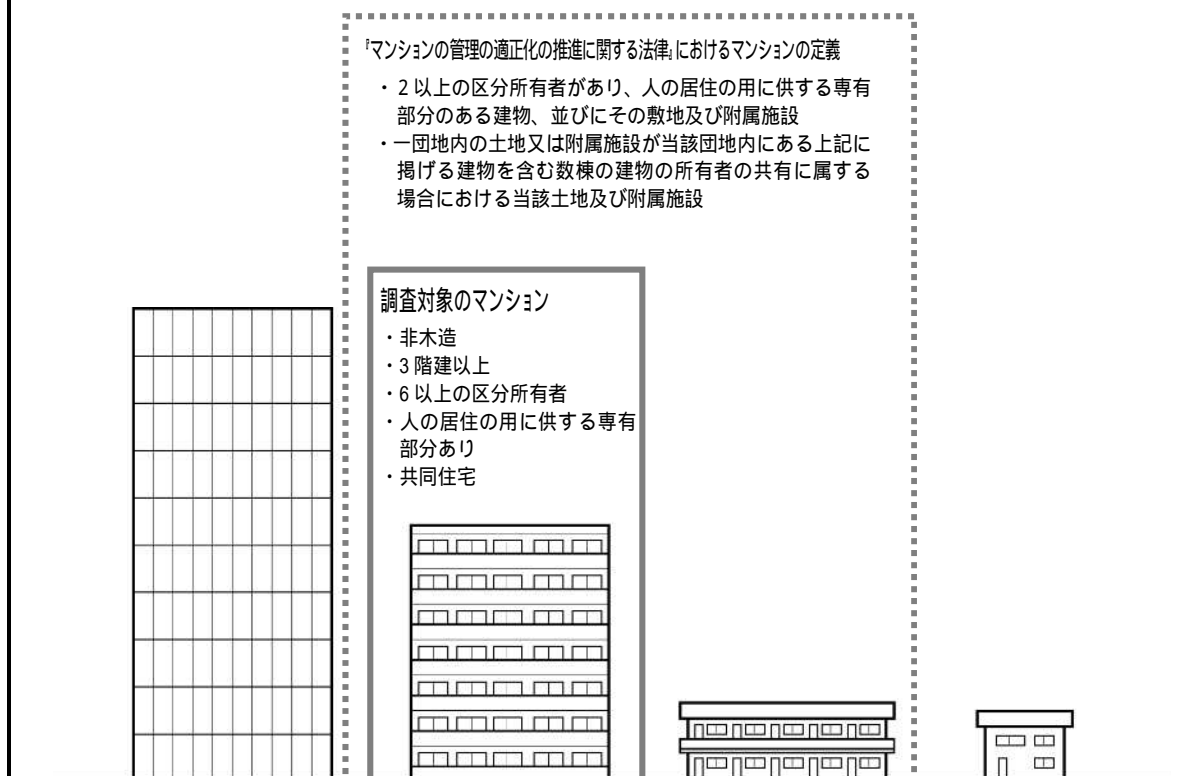 『マンションの管理の適正化の推進に関する法律』におけるマンションの定義
・2以上の区分所有者があり、人の居住の用に供する専有
部分のある建物、並びにその敷地及び附属施設
・一団地内の土地又は附属施設が当該団地内にある上記に
掲げる建物を含む数棟の建物の所有者の共有に属する
場合における当該土地及び附属施設
調査対象のマンション
・非木造
・3階建以上
・6以上の区分所有者
・人の居住の用に供する専有
部分あり
・共同住宅